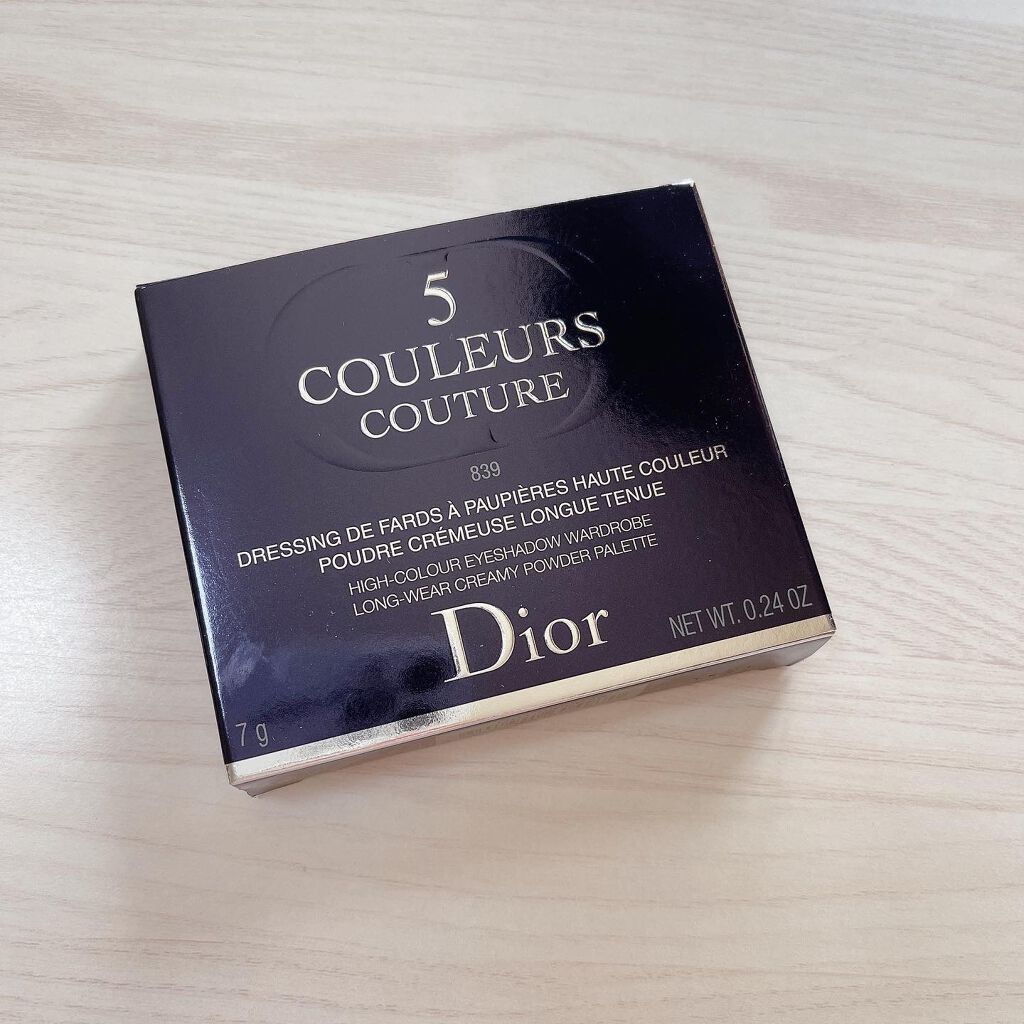 5
COULEURS
COUTURE
839
DRESSING DE FARDS À PAUPIÈRES HAUTE COULEUR
POUDRE CRÉMEUSE LONGUE TENUE
HIGH-COLOUR EYESHADOW WARDROBE
LONG-WEAR CREAMY POWDER PALETTE
Dior
NET WT. 0.24 OZ
7 g